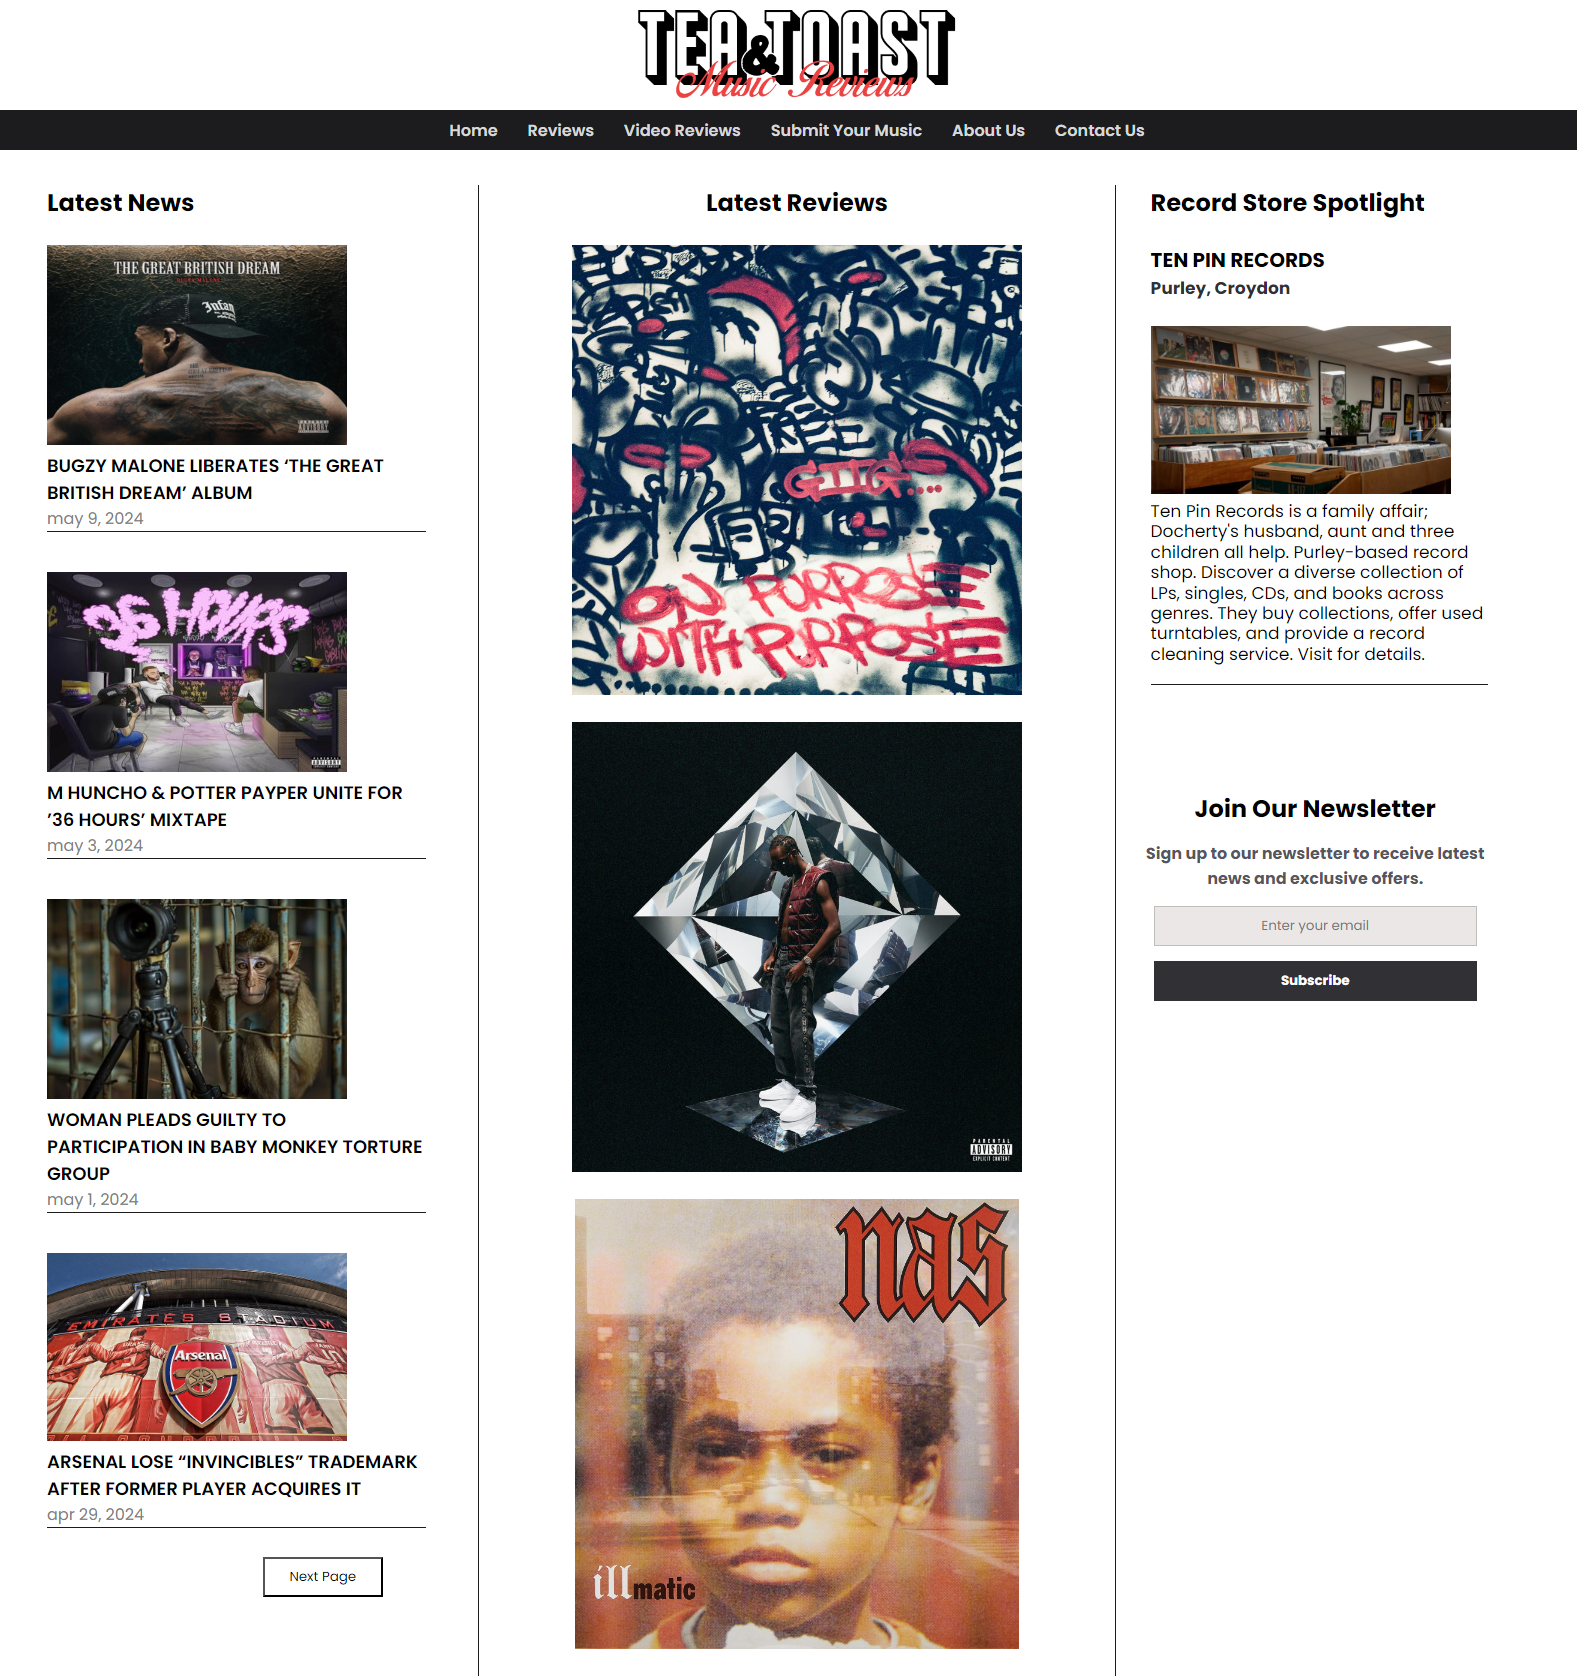 TEA & TOAST
Music Reviews
Home Reviews Video Reviews Submit Your Music About Us Contact Us
Latest News
THE GREAT BRITISH DREAM
BUGZY MALONE LIBERATES ‘THE GREAT
BRITISH DREAM’ ALBUM
may 9, 2024
36 HOURS
M HUNCHO & POTTER PAYPER UNITE FOR
’36 HOURS’ MIXTAPE
may 3, 2024
WOMAN PLEADS GUILTY TO
PARTICIPATION IN BABY MONKEY TORTURE
GROUP
may 1, 2024
EMIRATES STADIUM
Arsenal
ARSENAL LOSE “INVINCIBLES” TRADEMARK
AFTER FORMER PLAYER ACQUIRES IT
apr 29, 2024
Next Page
Latest Reviews
ON PURPOSE
WITH PURPOSE
PARENTAL
ADVISORY
EXPLICIT CONTENT
nas
illmatic
Record Store Spotlight
TEN PIN RECORDS
Purley, Croydon
Ten Pin Records is a family affair;
Docherty's husband, aunt and three
children all help. Purley-based record
shop. Discover a diverse collection of
LPs, singles, CDs, and books across
genres. They buy collections, offer used
turntables, and provide a record
cleaning service. Visit for details.
Join Our Newsletter
Sign up to our newsletter to receive latest
news and exclusive offers.
Enter your email
Subscribe